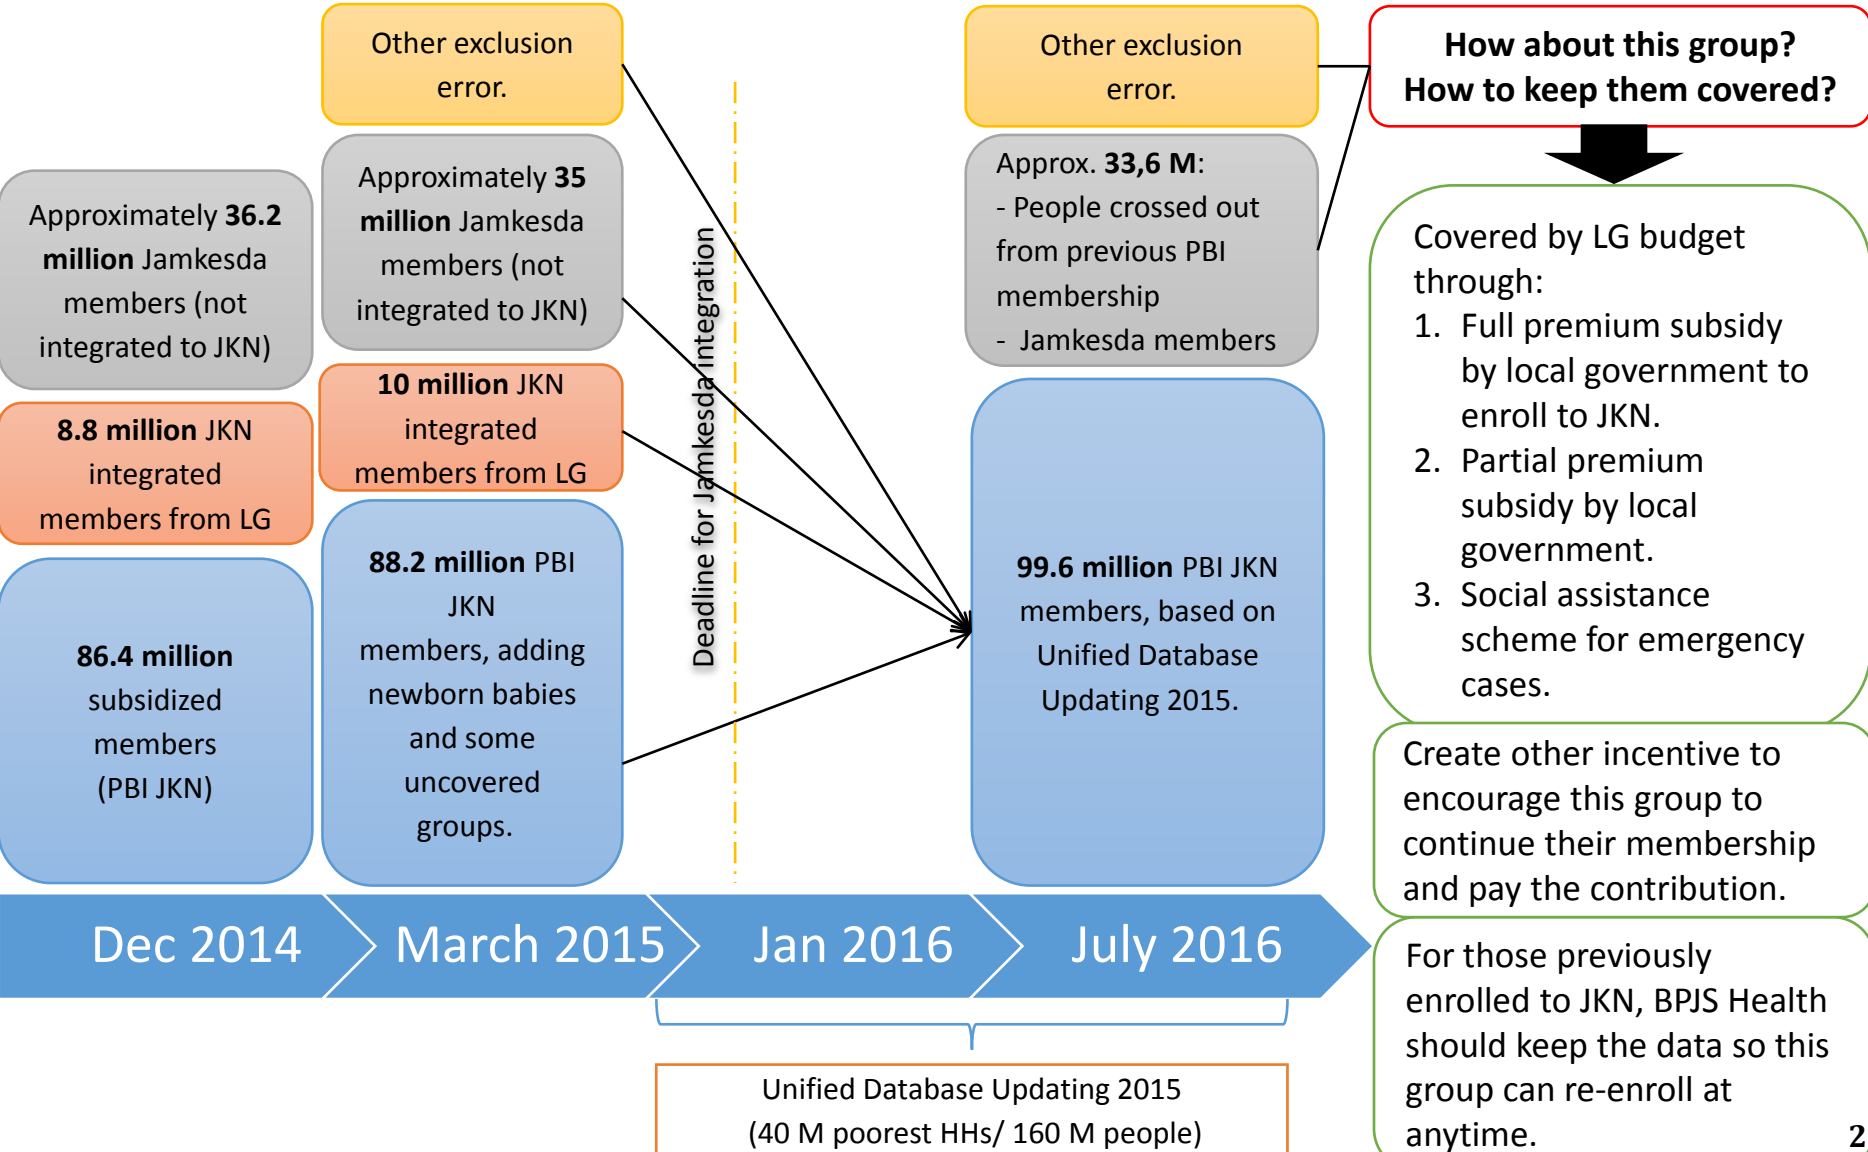 Approximately 36.2
million Jamkesda
members (not
integrated to JKN)
8.8 million JKN
integrated
members from LG
86.4 million
subsidized
members
(PBI JKN)
Other exclusion
error.
Approximately 35
million Jamkesda
members (not
integrated to JKN)
10 million JKN
integrated
members from LG
88.2 million PBI
JKN
members, adding
newborn babies
and some
uncovered
groups.
Deadline for Jamkesda integration
Other exclusion
error.
Approx. 33,6 M:
- People crossed out
from previous PBI
membership
- Jamkesda members
99.6 million PBI JKN
members, based on
Unified Database
Updating 2015.
How about this group?
How to keep them covered?
Covered by LG budget
through:
1. Full premium subsidy
by local government to
enroll to JKN.
2. Partial premium
subsidy by local
government.
3. Social assistance
scheme for emergency
cases.
Create other incentive to
encourage this group to
continue their membership
and pay the contribution.
For those previously
enrolled to JKN, BPJS Health
should keep the data so this
group can re-enroll at
anytime.
Dec 2014
March 2015
Jan 2016
July 2016
Unified Database Updating 2015
(40 M poorest HHs/ 160 M people)
2